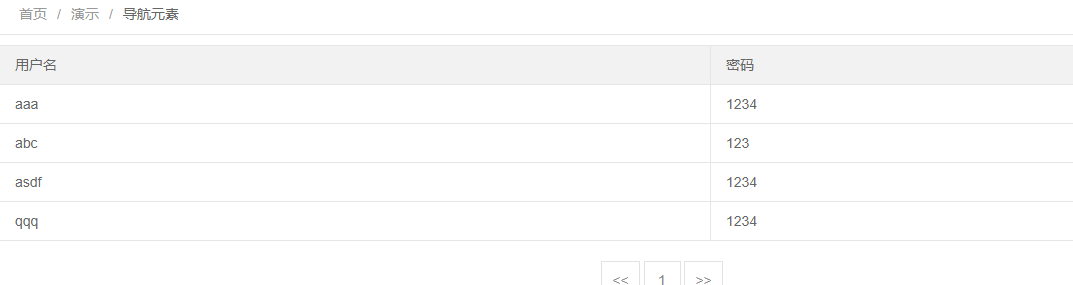 首页 / 演示 / 导航元素
用户名 密码
aaa 1234
abc 123
asdf 1234
qqq 1234
<< 1 >>